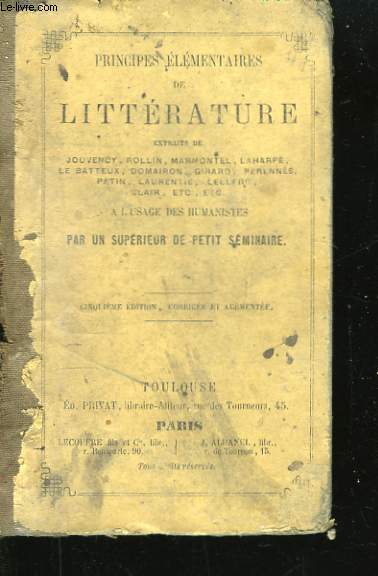 Le-livre.com
PRINCIPES ÉLÉMENTAIRES
DE
LITTÉRATURE
EXTRAITS DE
JOUVENCY, ROLLIN, MARMONTEL, LAHARPE,
LE BATTEUX, DOMAIRON, GIRARD, PERENNÈS,
PATIN, LAURENTIE,
CLAIR, ETC., ETC.
A L'USAGE DES HUMANISTES
PAR UN SUPÉRIEUR DE PETIT SÉMINAIRE.
CINQUIÈME ÉDITION, CORRIGÉE ET AUGMENTÉE.
TOULOUSE
Éd. PRIVAT, libraire-éditeur, rue des Tourneurs, 45.
PARIS
LECOFFRE fils et Cie, libr., J. ALBANEL, libr.,
r. Bonaparte, 90. r. de Tournon, 15.
réservés.